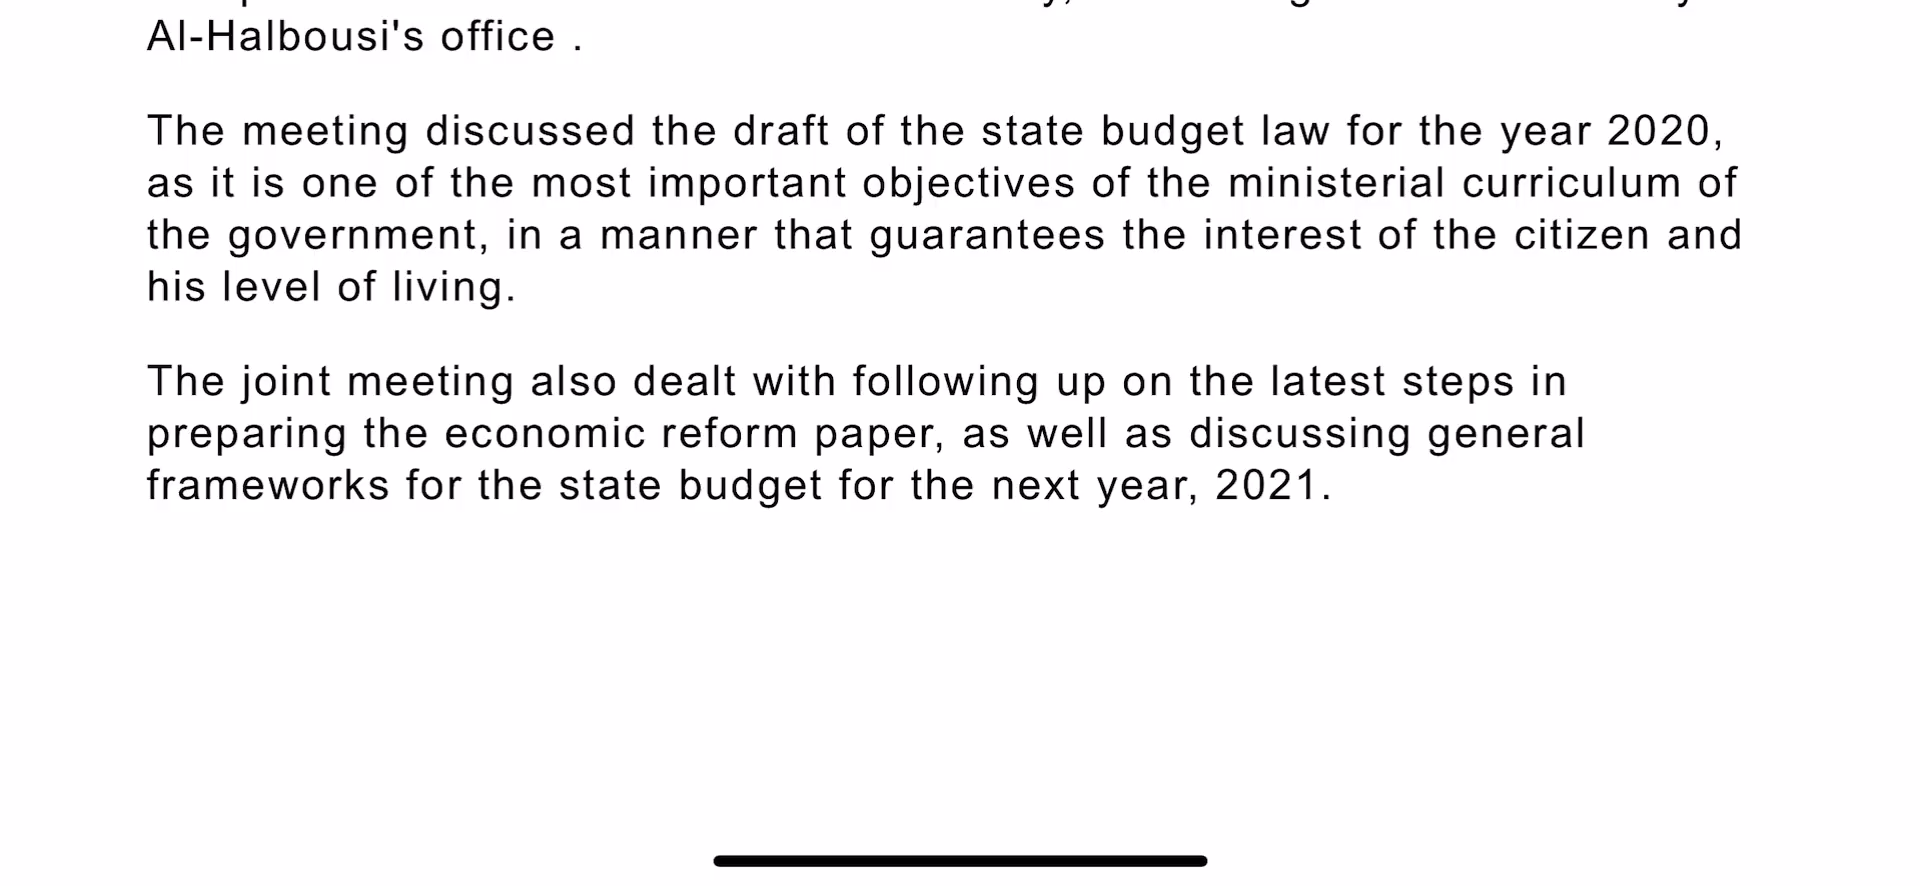 Al-Halbousi's office .
The meeting discussed the draft of the state budget law for the year 2020,
as it is one of the most important objectives of the ministerial curriculum of
the government, in a manner that guarantees the interest of the citizen and
his level of living.
The joint meeting also dealt with following up on the latest steps in
preparing the economic reform paper, as well as discussing general
frameworks for the state budget for the next year, 2021.